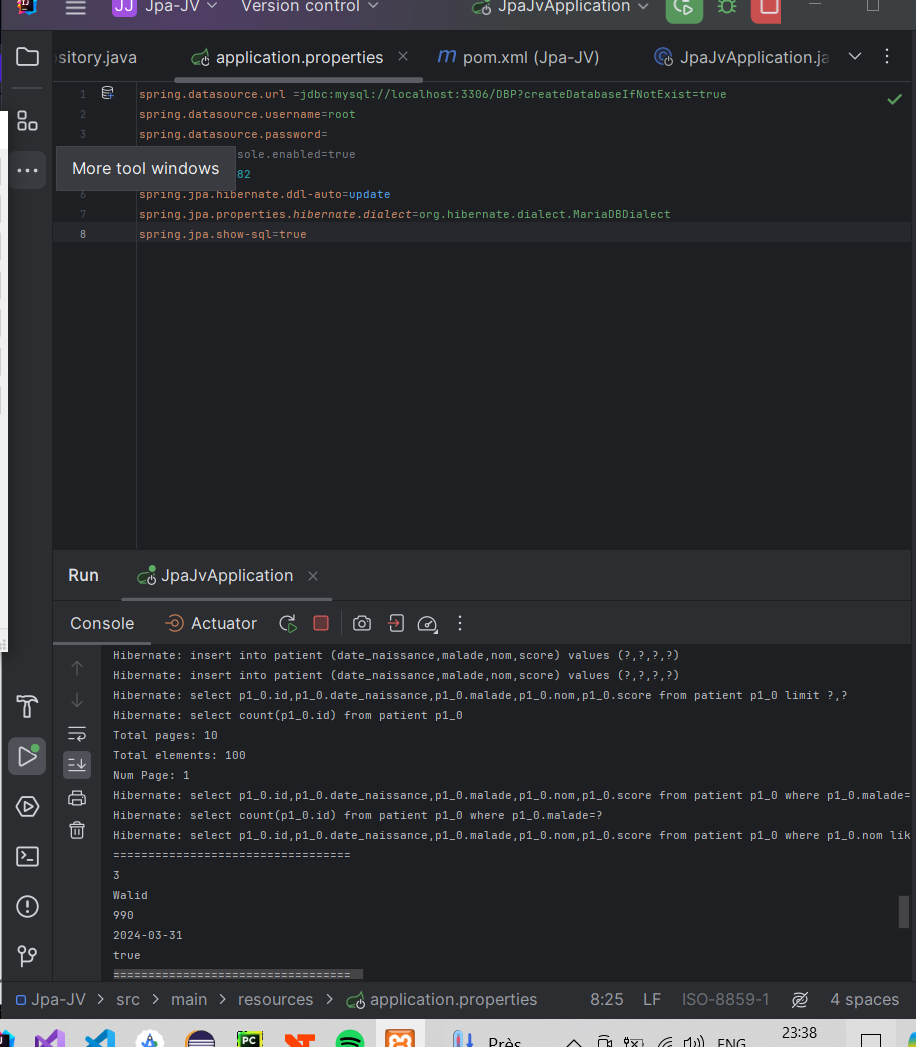 JJ Jpa-JV Version control JpaJvApplication
sitory.java application.properties pom.xml (Jpa-JV) JpaJvApplication.ja
1 spring.datasource.url =jdbc:mysql://localhost:3306/DBP?createDatabaseIfNotExist=true
2 spring.datasource.username=root
3 spring.datasource.password=
sole.enabled=true
More tool windows
82
6 spring.jpa.hibernate.ddl-auto=update
7 spring.jpa.properties.hibernate.dialect=org.hibernate.dialect.MariaDBDialect
8 spring.jpa.show-sql=true
Run JpaJvApplication
Console Actuator
Hibernate: insert into patient (date_naissance,malade,nom,score) values (?,?,?,?)
Hibernate: insert into patient (date_naissance,malade,nom,score) values (?,?,?,?)
Hibernate: select p1_0.id,p1_0.date_naissance,p1_0.malade,p1_0.nom,p1_0.score from patient p1_0 limit ?,?
Hibernate: select count(p1_0.id) from patient p1_0
Total pages: 10
Total elements: 100
Num Page: 1
Hibernate: select p1_0.id,p1_0.date_naissance,p1_0.malade,p1_0.nom,p1_0.score from patient p1_0 where p1_0.malade=
Hibernate: select count(p1_0.id) from patient p1_0 where p1_0.malade=?
Hibernate: select p1_0.id,p1_0.date_naissance,p1_0.malade,p1_0.nom,p1_0.score from patient p1_0 where p1_0.nom lik
==================================
3
Walid
990
2024-03-31
true
==================================
Jpa-JV > src > main > resources > application.properties 8:25 LF ISO-8859-1 4 spaces
PC Près ENG 23:38